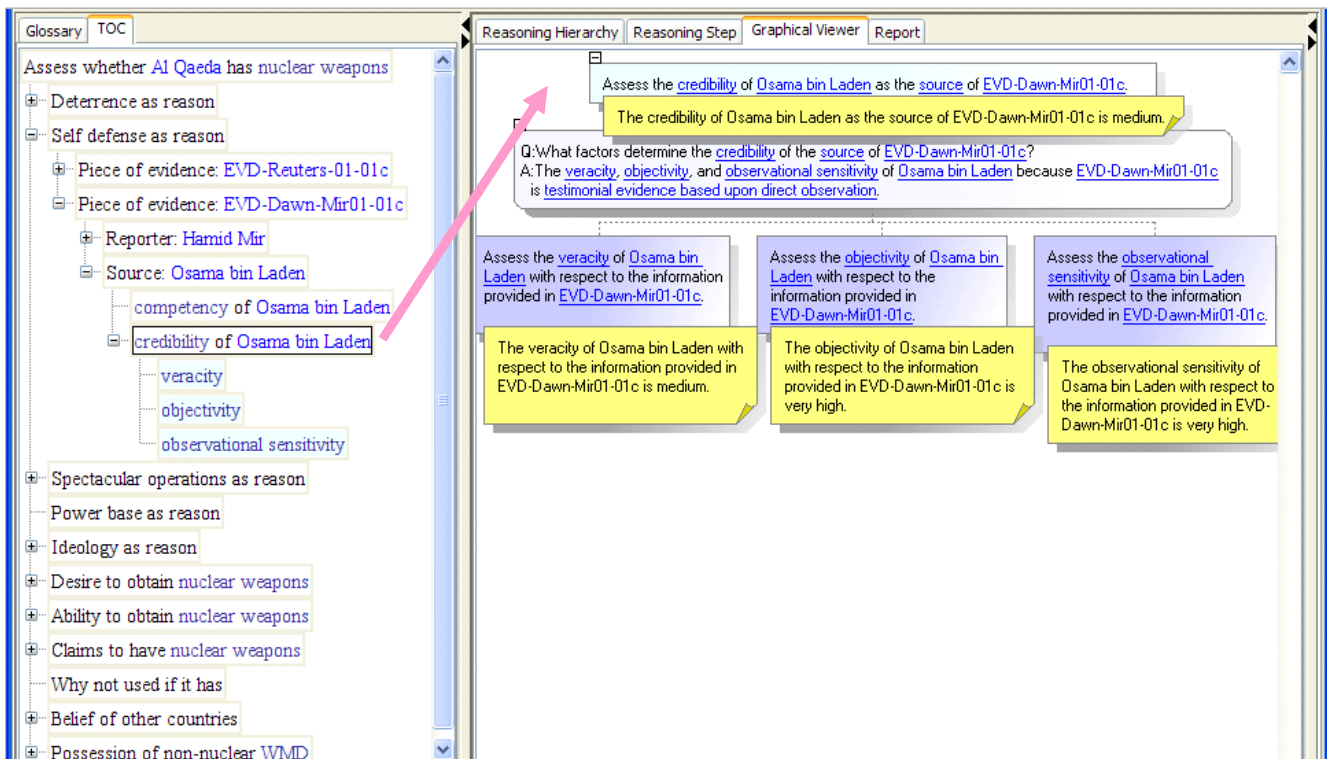 Glossary TOC
Assess whether Al Qaeda has nuclear weapons
Deterrence as reason
Self defense as reason
Piece of evidence: EVD-Reuters-01-01c
Piece of evidence: EVD-Dawn-Mir01-01c
Reporter: Hamid Mir
Source: Osama bin Laden
competency of Osama bin Laden
credibility of Osama bin Laden
veracity
objectivity
observational sensitivity
Spectacular operations as reason
Power base as reason
Ideology as reason
Desire to obtain nuclear weapons
Ability to obtain nuclear weapons
Claims to have nuclear weapons
Why not used if it has
Belief of other countries
Possession of non-nuclear WMD
Reasoning Hierarchy Reasoning Step Graphical Viewer Report
Assess the credibility of Osama bin Laden as the source of EVD-Dawn-Mir01-01c.
The credibility of Osama bin Laden as the source of EVD-Dawn-Mir01-01c is medium.
Q:What factors determine the credibility of the source of EVD-Dawn-Mir01-01c?
A:The veracity, objectivity, and observational sensitivity of Osama bin Laden because EVD-Dawn-Mir01-01c
is testimonial evidence based upon direct observation.
Assess the veracity of Osama bin
Laden with respect to the information
provided in EVD-Dawn-Mir01-01c.
The veracity of Osama bin Laden with
respect to the information provided in
EVD-Dawn-Mir01-01c is medium.
Assess the objectivity of Osama bin
Laden with respect to the
information provided in
EVD-Dawn-Mir01-01c.
The objectivity of Osama bin Laden
with respect to the information
provided in EVD-Dawn-Mir01-01c is
very high.
Assess the observational
sensitivity of Osama bin Laden
with respect to the information
provided in EVD-Dawn-Mir01-01c.
The observational sensitivity of
Osama bin Laden with respect to
the information provided in EVD-
Dawn-Mir01-01c is very high.